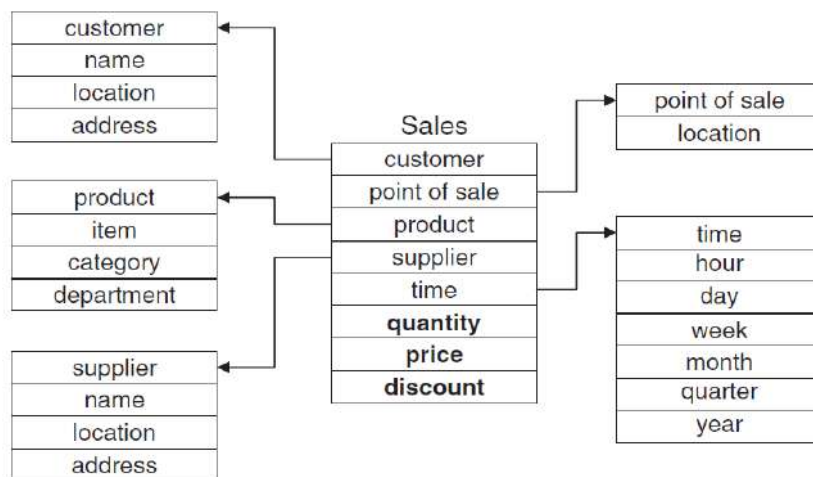 customer
name
location
address
product
item
category
department
supplier
name
location
address
Sales
customer
point of sale
product
supplier
time
quantity
price
discount
point of sale
location
time
hour
day
week
month
quarter
year